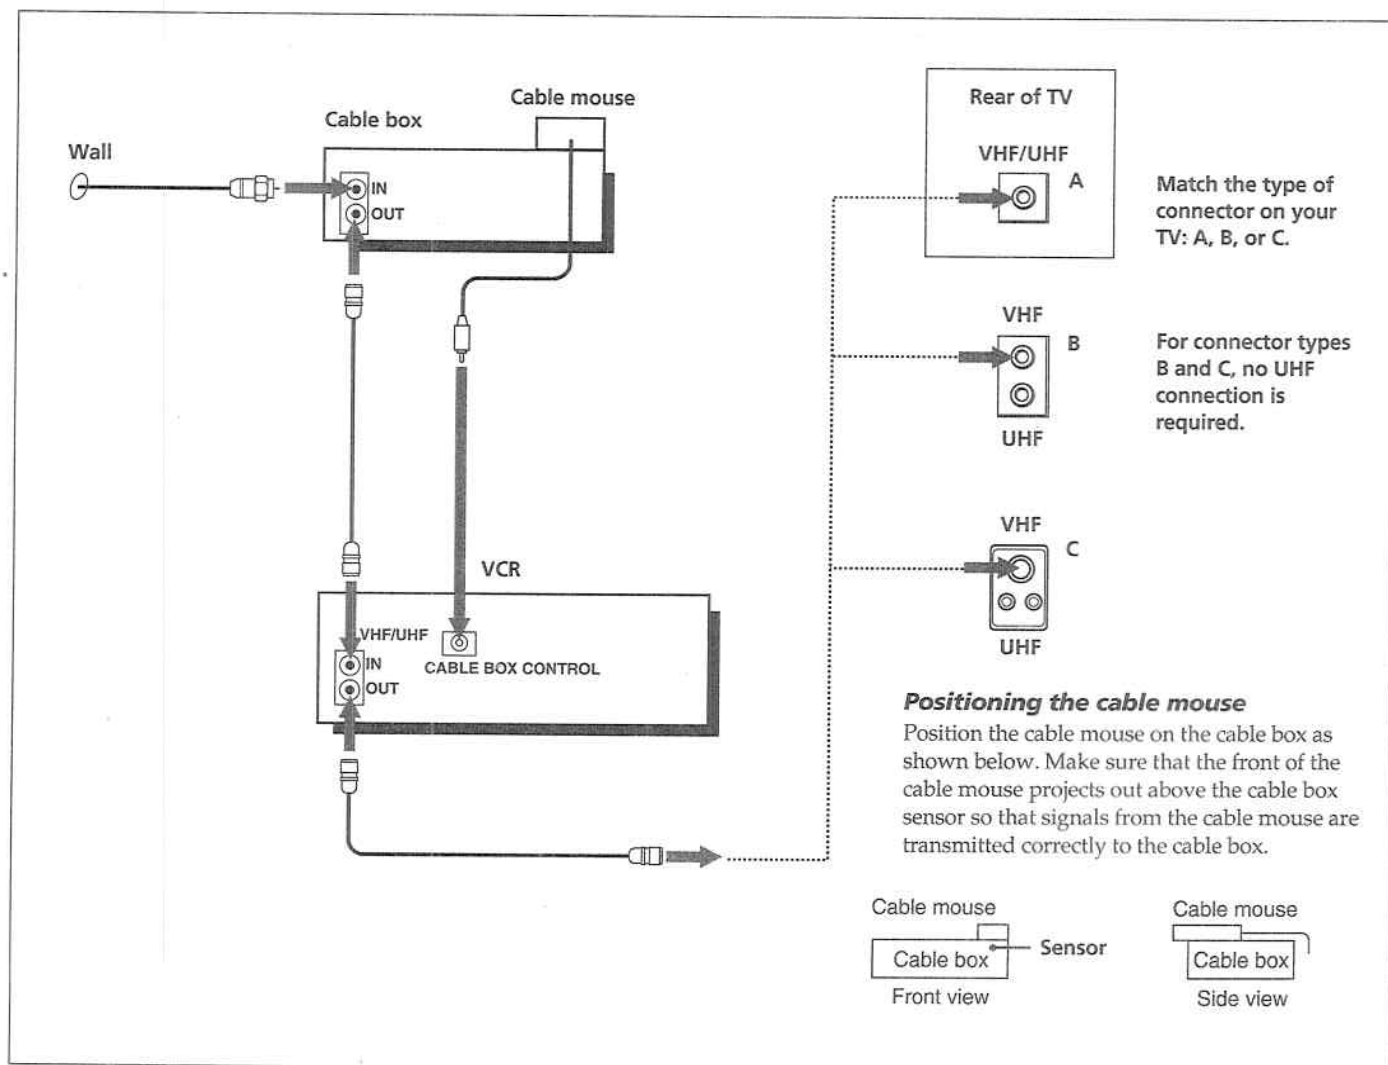 Cable mouse
Cable box
Wall
IN
OUT
VCR
VHF/UHF
IN
OUT
CABLE BOX CONTROL
Rear of TV
VHF/UHF
A
Match the type of
connector on your
TV: A, B, or C.
VHF
B
UHF
For connector types
B and C, no UHF
connection is
required.
VHF
C
UHF
Positioning the cable mouse
Position the cable mouse on the cable box as
shown below. Make sure that the front of the
cable mouse projects out above the cable box
sensor so that signals from the cable mouse are
transmitted correctly to the cable box.
Cable mouse
Cable box
Sensor
Front view
Cable mouse
Cable box
Side view